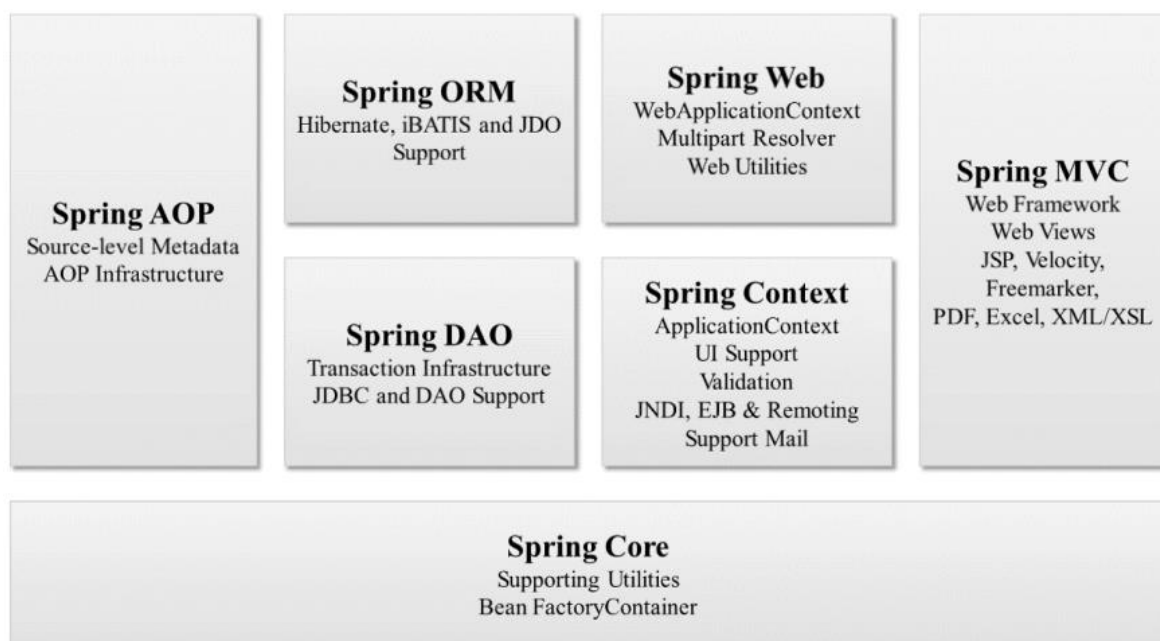 Spring AOP
Source-level Metadata
AOP Infrastructure
Spring ORM
Hibernate, iBATIS and JDO
Support
Spring DAO
Transaction Infrastructure
JDBC and DAO Support
Spring Web
WebApplicationContext
Multipart Resolver
Web Utilities
Spring Context
ApplicationContext
UI Support
Validation
JNDI, EJB & Remoting
Support Mail
Spring MVC
Web Framework
Web Views
JSP, Velocity,
Freemarker,
PDF, Excel, XML/XSL
Spring Core
Supporting Utilities
Bean FactoryContainer